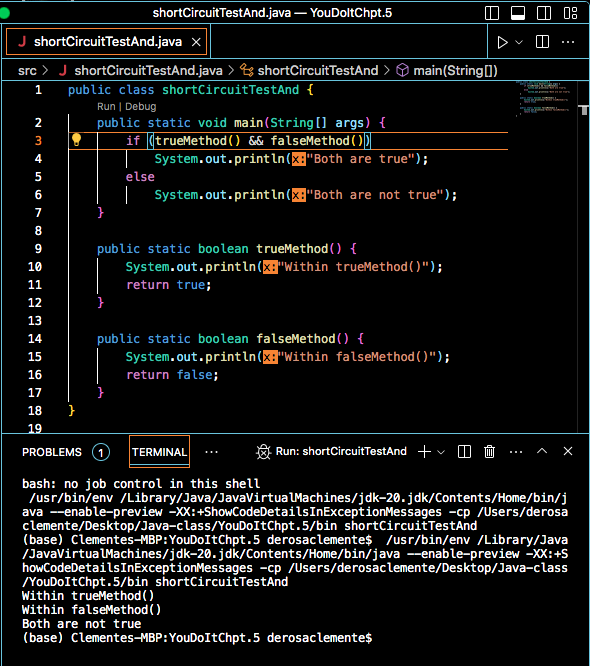 shortCircuitTestAnd.java — YouDoItChpt.5
J shortCircuitTestAnd.java ×
src > J shortCircuitTestAnd.java > shortCircuitTestAnd > main(String[])
1 public class shortCircuitTestAnd {
Run | Debug
2 public static void main(String[] args) {
3 if (trueMethod() && falseMethod())
4 System.out.println(x:"Both are true");
5 else
6 System.out.println(x:"Both are not true");
7 }
8
9 public static boolean trueMethod() {
10 System.out.println(x:"Within trueMethod()");
11 return true;
12 }
13
14 public static boolean falseMethod() {
15 System.out.println(x:"Within falseMethod()");
16 return false;
17 }
18 }
19
PROBLEMS 1 TERMINAL ··· Run: shortCircuitTestAnd
bash: no job control in this shell
/usr/bin/env /Library/Java/JavaVirtualMachines/jdk-20.jdk/Contents/Home/bin/j
ava --enable-preview -XX:+ShowCodeDetailsInExceptionMessages -cp /Users/derosa
clemente/Desktop/Java-class/YouDoItChpt.5/bin shortCircuitTestAnd
(base) Clementes-MBP:YouDoItChpt.5 derosaclemente$  /usr/bin/env /Library/Java
/JavaVirtualMachines/jdk-20.jdk/Contents/Home/bin/java --enable-preview -XX:+S
howCodeDetailsInExceptionMessages -cp /Users/derosaclemente/Desktop/Java-class
/YouDoItChpt.5/bin shortCircuitTestAnd
Within trueMethod()
Within falseMethod()
Both are not true
(base) Clementes-MBP:YouDoItChpt.5 derosaclemente$